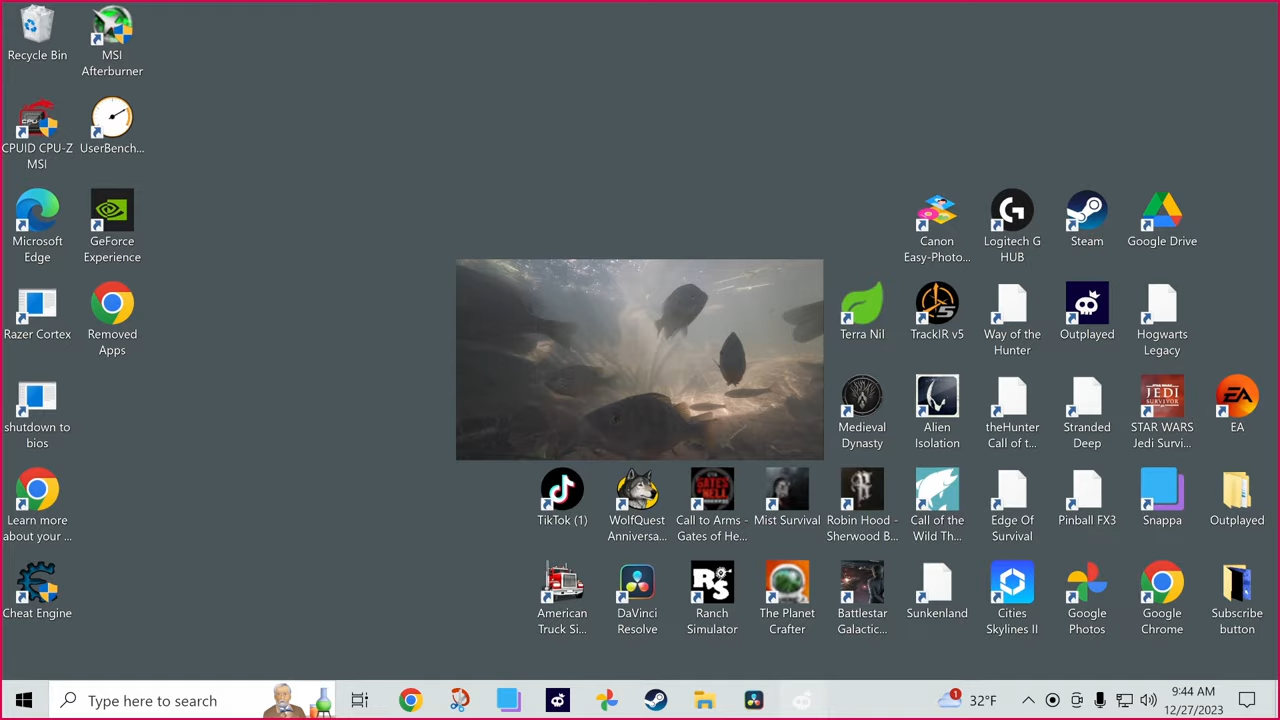 Recycle Bin
MSI
Afterburner
CPUID CPU-Z
MSI
UserBench...
Microsoft
Edge
GeForce
Experience
Canon
Easy-Photo...
Logitech G
HUB
Steam
Google Drive
Razer Cortex
Removed
Apps
Terra Nil
TrackIR v5
Way of the
Hunter
Outplayed
Hogwarts
Legacy
shutdown to
bios
Medieval
Dynasty
Alien
Isolation
theHunter
Call of t...
Stranded
Deep
STAR WARS
Jedi Survi...
EA
Learn more
about your ...
TikTok (1)
WolfQuest
Anniversa...
Call to Arms -
Gates of He...
Mist Survival
Robin Hood -
Sherwood B...
Call of the
Wild Th...
Edge Of
Survival
Pinball FX3
Snappa
Outplayed
Cheat Engine
American
Truck Si...
DaVinci
Resolve
Ranch
Simulator
The Planet
Crafter
Battlestar
Galactic...
Sunkenland
Cities
Skylines II
Google
Photos
Google
Chrome
Subscribe
button
Type here to search
1
32°F
9:44 AM
12/27/2023